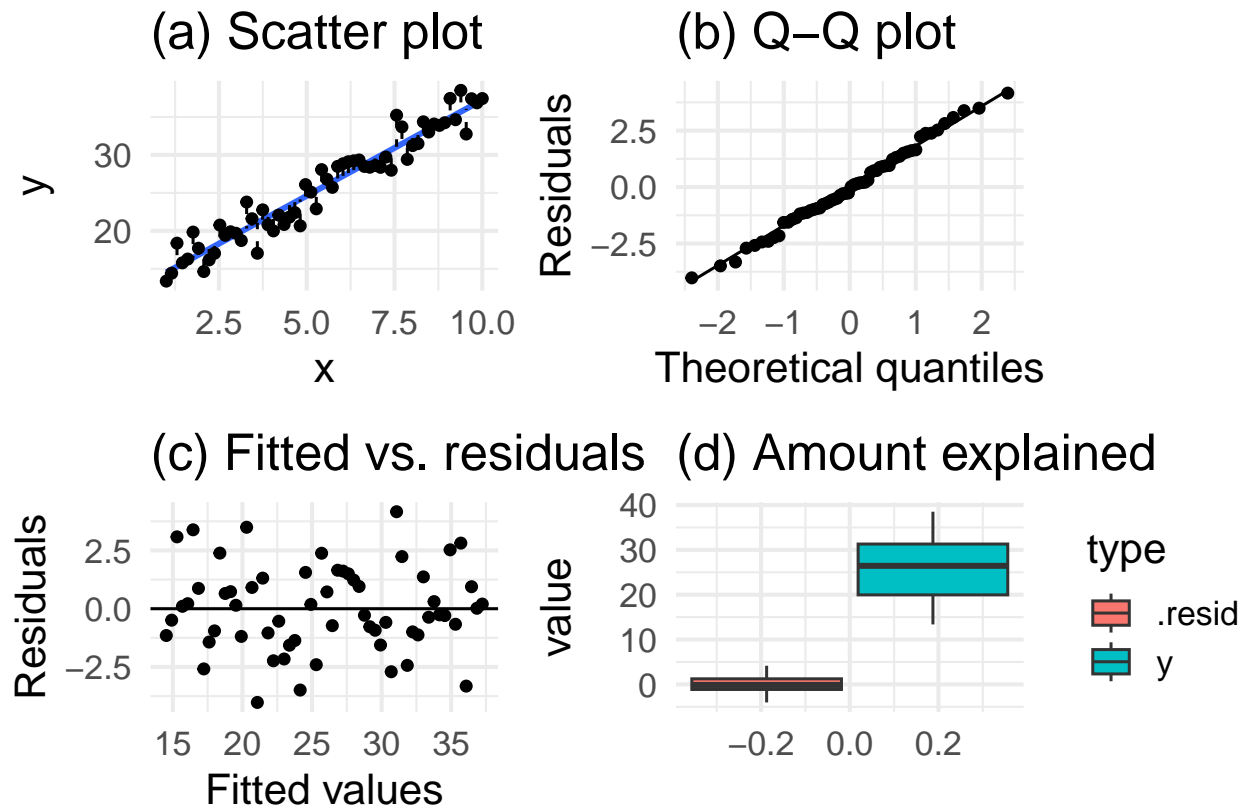 (a) Scatter plot
y
30
20
2.5
5.0
7.5
10.0
x
(b) Q−Q plot
Residuals
2.5
0.0
−2.5
−2
−1
0
1
2
Theoretical quantiles
(c) Fitted vs. residuals
Residuals
2.5
0.0
−2.5
15
20
25
30
35
Fitted values
(d) Amount explained
value
40
30
20
10
0
−0.2
0.0
0.2
type
.resid
y